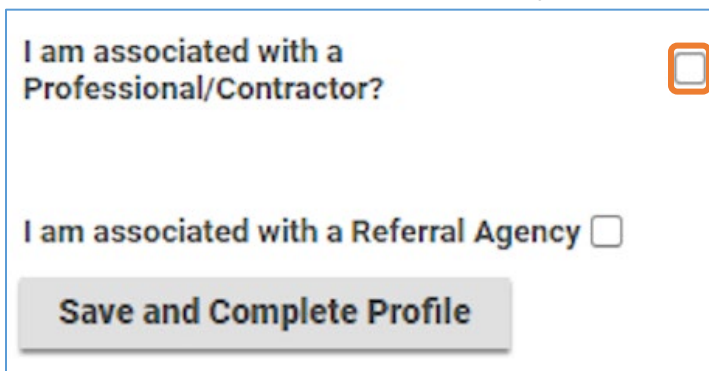 I am associated with a
Professional/Contractor?
I am associated with a Referral Agency
Save and Complete Profile